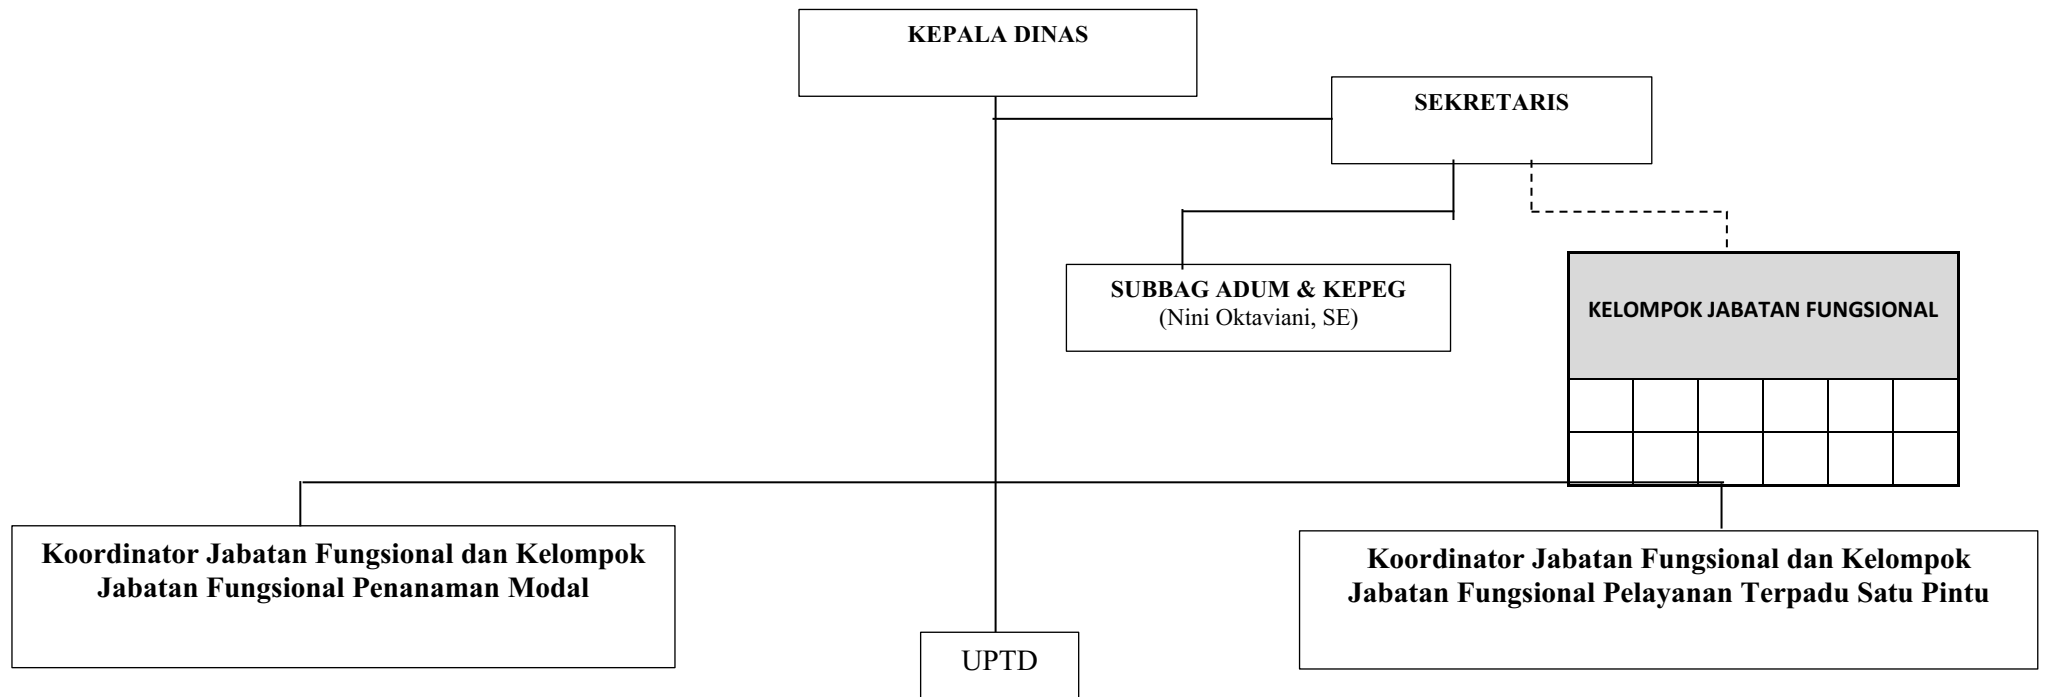 KEPALA DINAS
SEKRETARIS
SUBBAG ADUM & KEPEG
(Nini Oktaviani, SE)
KELOMPOK JABATAN FUNGSIONAL
Koordinator Jabatan Fungsional dan Kelompok
Jabatan Fungsional Penanaman Modal
Koordinator Jabatan Fungsional dan Kelompok
Jabatan Fungsional Pelayanan Terpadu Satu Pintu
UPTD